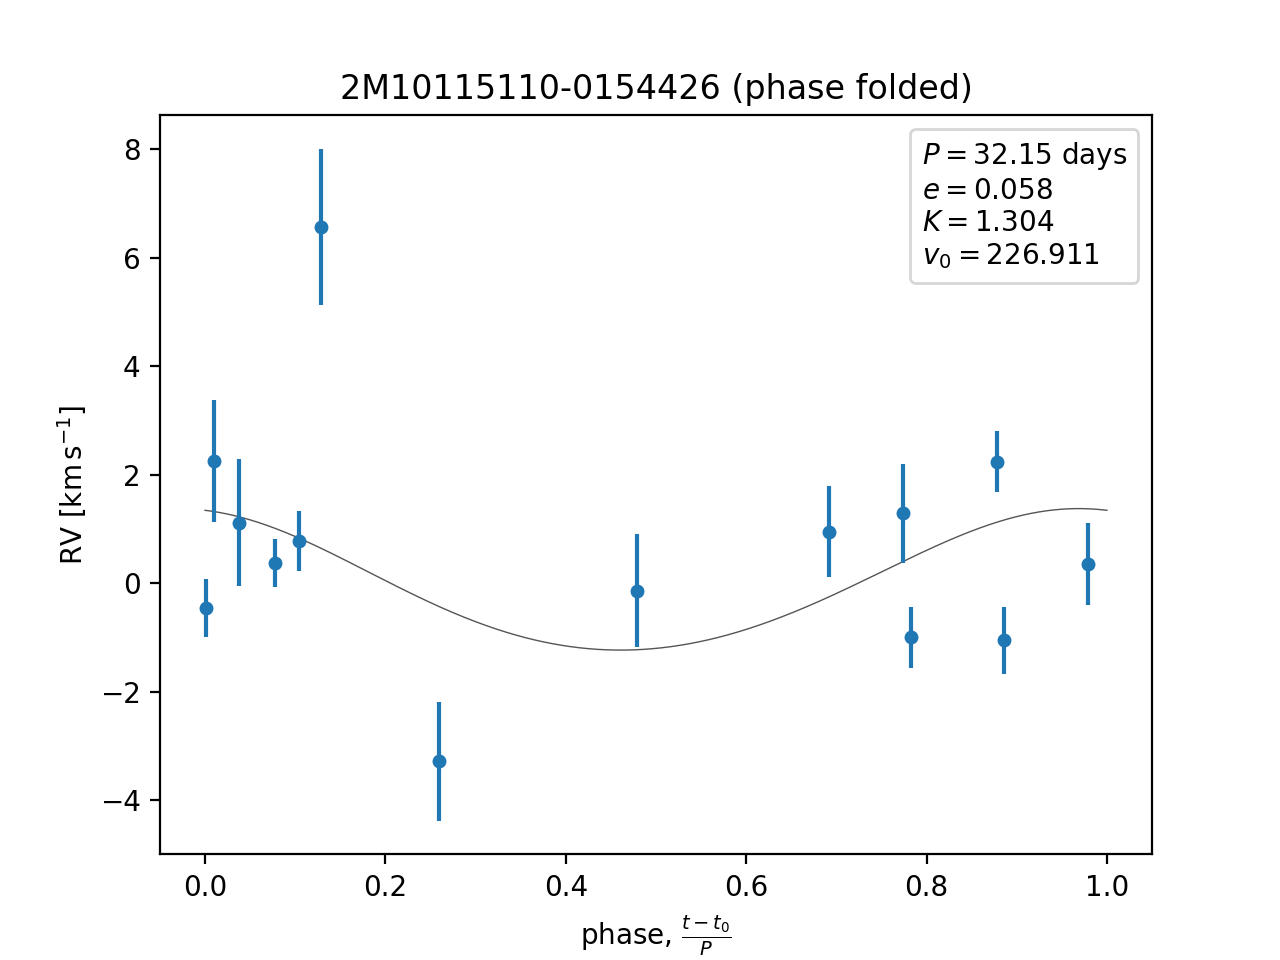 2M10115110-0154426 (phase folded)
P = 32.15 days
e = 0.058
K = 1.304
v₀ = 226.911
8
6
4
2
0
−2
−4
RV [km s⁻¹]
0.0 0.2 0.4 0.6 0.8 1.0
phase, (t − t₀)/P